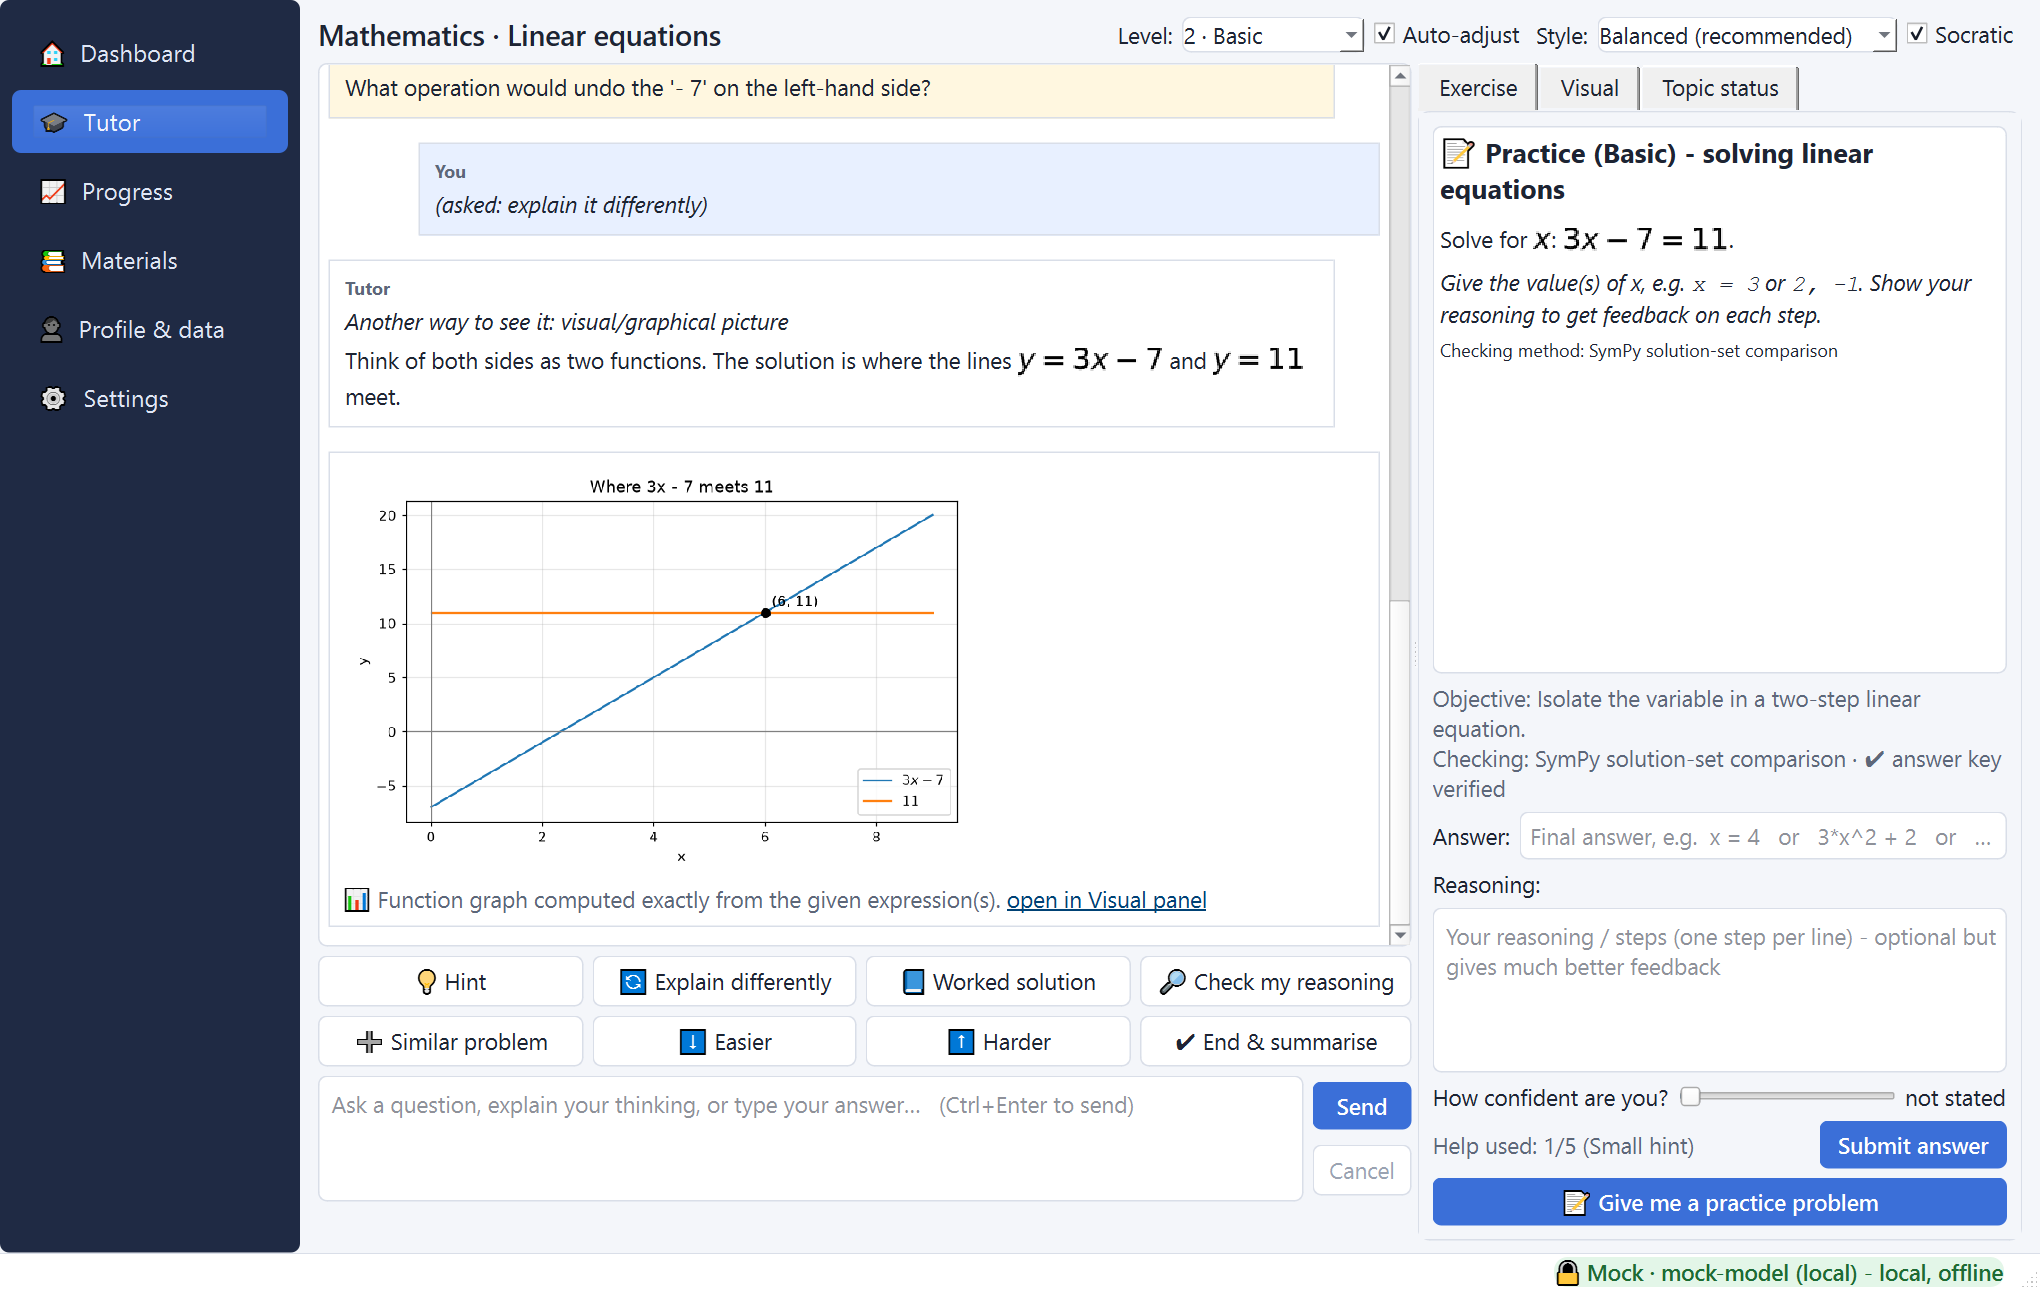 Dashboard
Tutor
Progress
Materials
Profile & data
Settings
Mathematics · Linear equations
Level: 2 · Basic Auto-adjust Style: Balanced (recommended) Socratic
What operation would undo the '- 7' on the left-hand side?
You
(asked: explain it differently)
Tutor
Another way to see it: visual/graphical picture
Think of both sides as two functions. The solution is where the lines y = 3x − 7 and y = 11
meet.
Where 3x - 7 meets 11
20
15
10
5
0
−5
y
(6, 11)
3x − 7
11
0 2 4 6 8
x
Function graph computed exactly from the given expression(s). open in Visual panel
Hint Explain differently Worked solution Check my reasoning
Similar problem Easier Harder End & summarise
Ask a question, explain your thinking, or type your answer... (Ctrl+Enter to send)
Send
Cancel
Exercise Visual Topic status
Practice (Basic) - solving linear
equations
Solve for x: 3x − 7 = 11.
Give the value(s) of x, e.g. x = 3 or 2, -1. Show your
reasoning to get feedback on each step.
Checking method: SymPy solution-set comparison
Objective: Isolate the variable in a two-step linear
equation.
Checking: SymPy solution-set comparison · ✔ answer key
verified
Answer: Final answer, e.g. x = 4 or 3*x^2 + 2 or ...
Reasoning:
Your reasoning / steps (one step per line) - optional but
gives much better feedback
How confident are you? not stated
Help used: 1/5 (Small hint) Submit answer
Give me a practice problem
Mock · mock-model (local) - local, offline